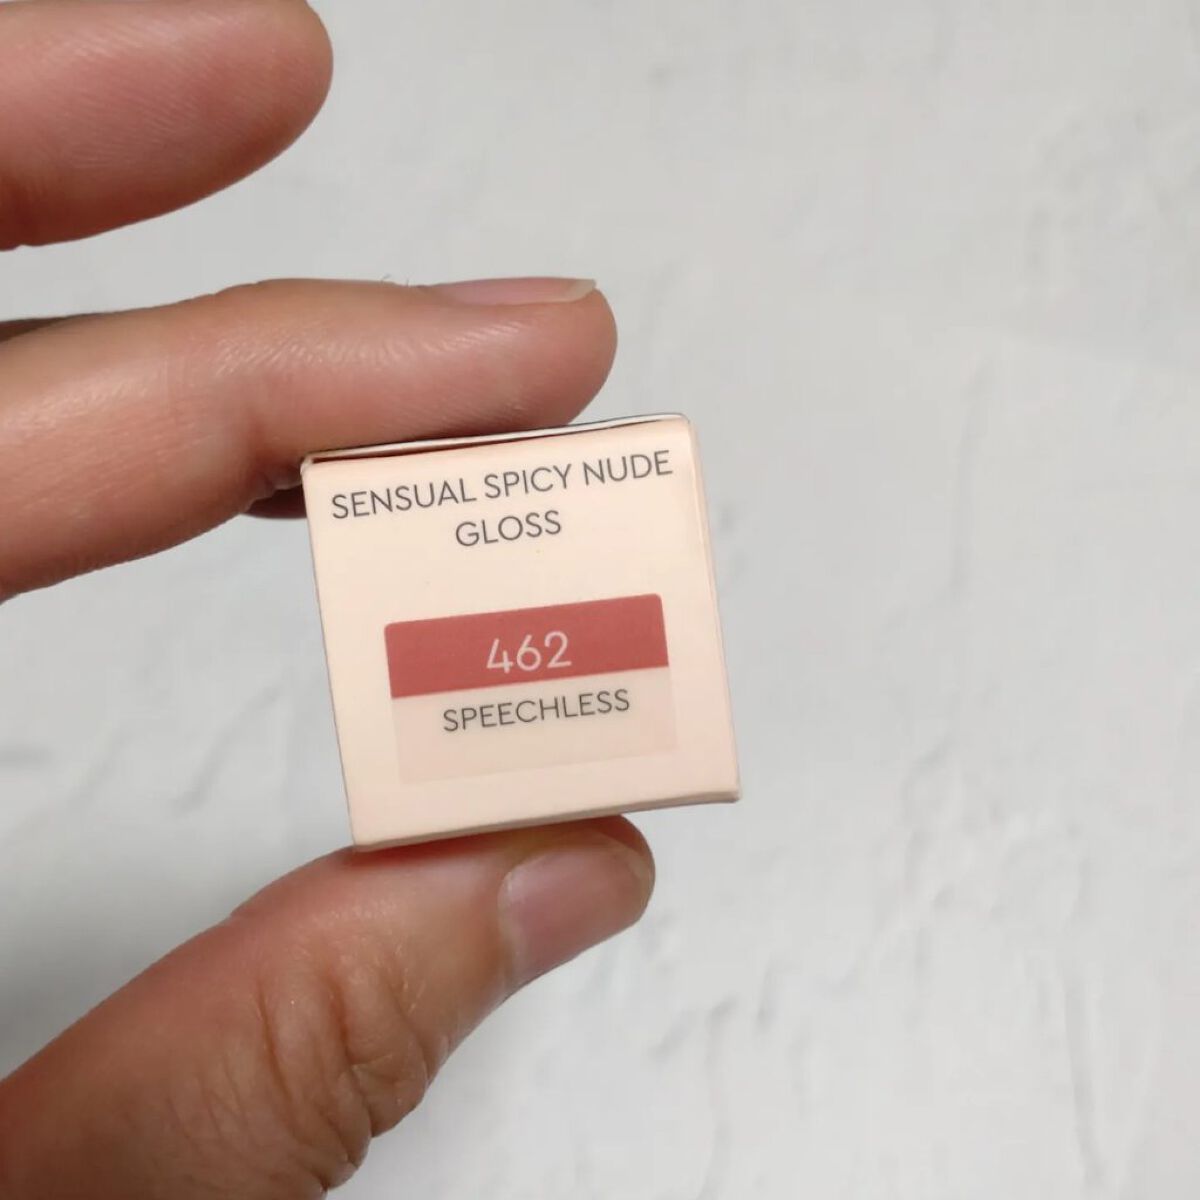 SENSUAL SPICY NUDE
GLOSS
462
SPEECHLESS